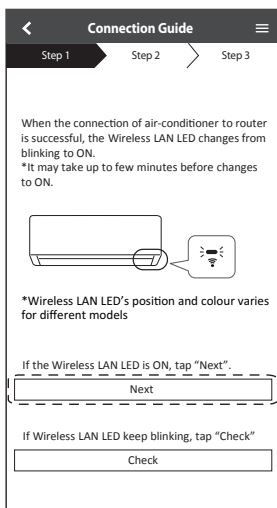 Connection Guide
Step 1
Step 2
Step 3
When the connection of air-conditioner to router
is successful, the Wireless LAN LED changes from
blinking to ON.
*It may take up to few minutes before changes
to ON.
*Wireless LAN LED's position and colour varies
for different models
If the Wireless LAN LED is ON, tap “Next”.
Next
If Wireless LAN LED keep blinking, tap “Check”
Check